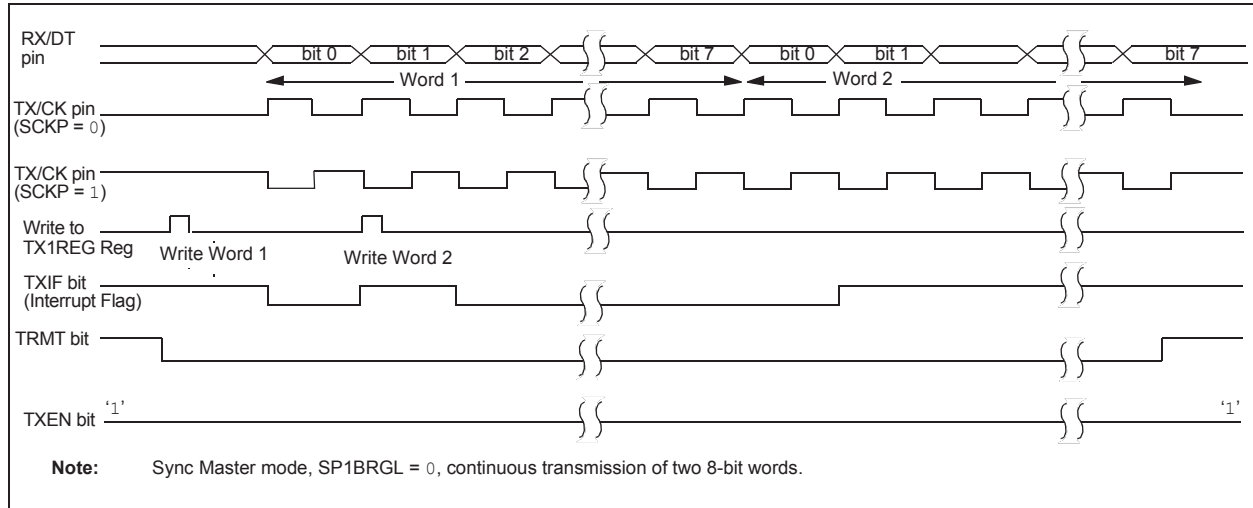 RX/DT
pin
bit 0 bit 1 bit 2 bit 7 bit 0 bit 1 bit 7
Word 1 Word 2
TX/CK pin
(SCKP = 0)
TX/CK pin
(SCKP = 1)
Write to
TX1REG Reg
Write Word 1 Write Word 2
TXIF bit
(Interrupt Flag)
TRMT bit
TXEN bit ‘1’ ‘1’
Note: Sync Master mode, SP1BRGL = 0, continuous transmission of two 8-bit words.